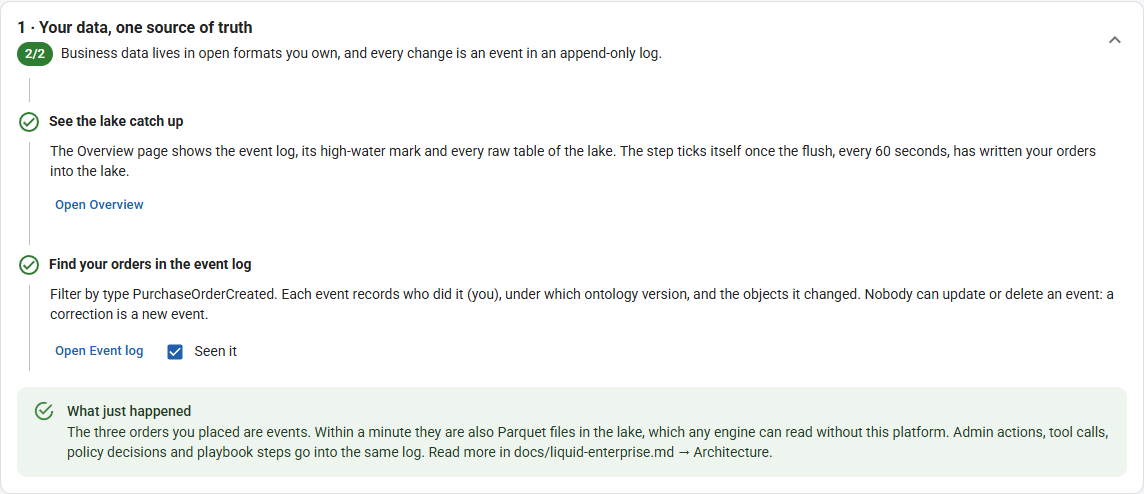 1 · Your data, one source of truth
2/2 Business data lives in open formats you own, and every change is an event in an append-only log.
See the lake catch up
The Overview page shows the event log, its high-water mark and every raw table of the lake. The step ticks itself once the flush, every 60 seconds, has written your orders
into the lake.
Open Overview
Find your orders in the event log
Filter by type PurchaseOrderCreated. Each event records who did it (you), under which ontology version, and the objects it changed. Nobody can update or delete an event: a
correction is a new event.
Open Event log Seen it
What just happened
The three orders you placed are events. Within a minute they are also Parquet files in the lake, which any engine can read without this platform. Admin actions, tool calls,
policy decisions and playbook steps go into the same log. Read more in docs/liquid-enterprise.md → Architecture.